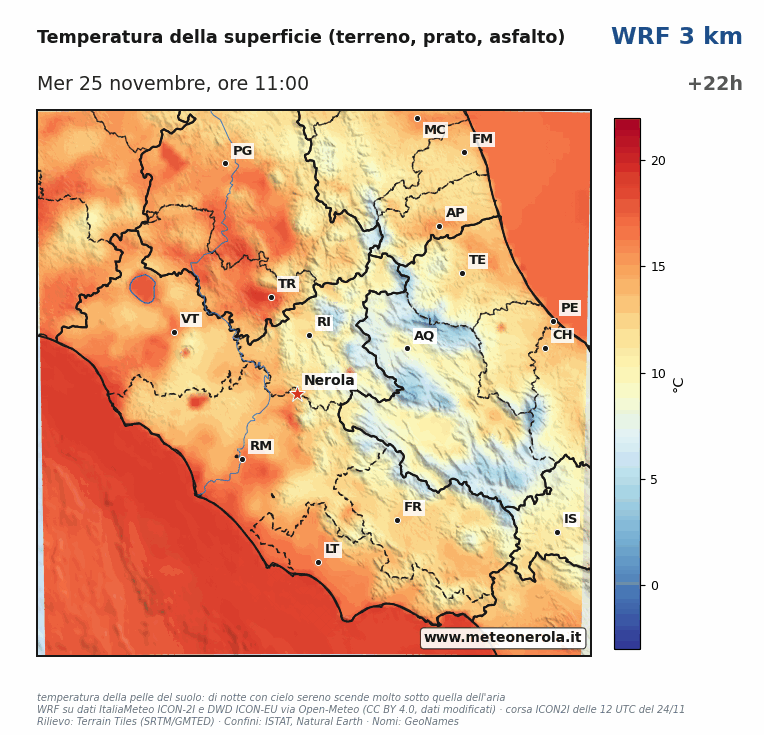 Temperatura della superficie (terreno, prato, asfalto)
WRF 3 km
Mer 25 novembre, ore 11:00
+22h
MC
FM
PG
AP
TE
TR
PE
VT
RI
AQ
CH
Nerola
RM
FR
IS
LT
www.meteonerola.it
20
15
10
5
0
°C
temperatura della pelle del suolo: di notte con cielo sereno scende molto sotto quella dell'aria
WRF su dati ItaliaMeteo ICON-2I e DWD ICON-EU via Open-Meteo (CC BY 4.0, dati modificati) · corsa ICON2I delle 12 UTC del 24/11
Rilievo: Terrain Tiles (SRTM/GMTED) · Confini: ISTAT, Natural Earth · Nomi: GeoNames